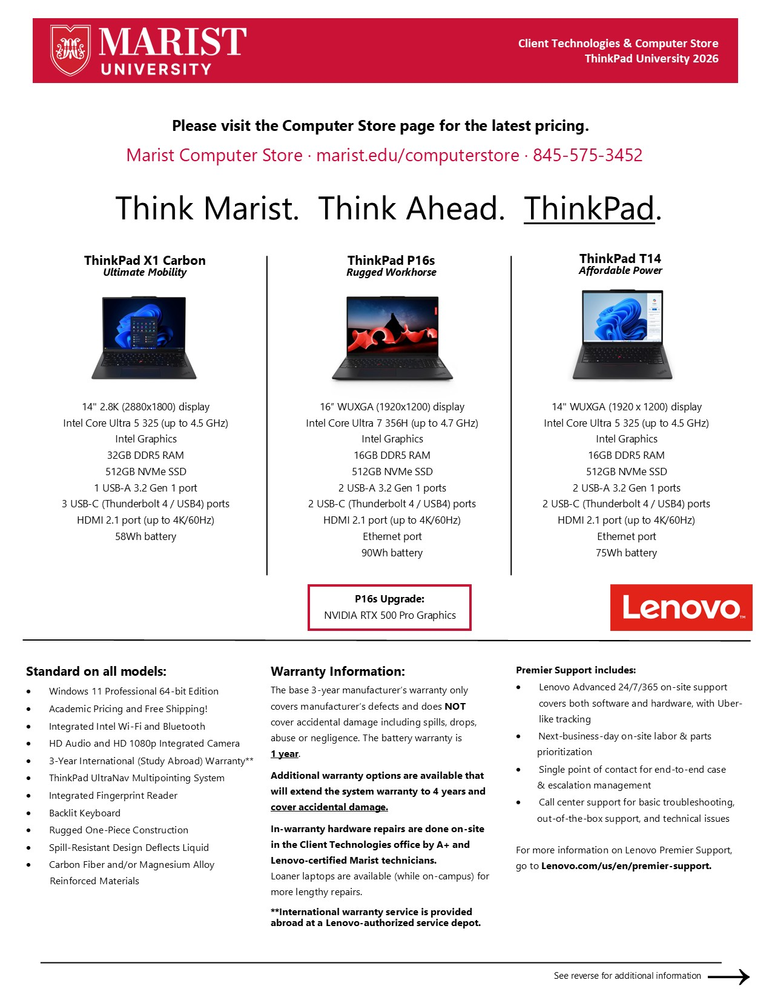 MARIST
UNIVERSITY
Client Technologies & Computer Store
ThinkPad University 2026
Please visit the Computer Store page for the latest pricing.
Marist Computer Store · marist.edu/computerstore · 845-575-3452
Think Marist.  Think Ahead.  ThinkPad.
ThinkPad X1 Carbon
Ultimate Mobility
14" 2.8K (2880x1800) display
Intel Core Ultra 5 325 (up to 4.5 GHz)
Intel Graphics
32GB DDR5 RAM
512GB NVMe SSD
1 USB-A 3.2 Gen 1 port
3 USB-C (Thunderbolt 4 / USB4) ports
HDMI 2.1 port (up to 4K/60Hz)
58Wh battery
ThinkPad P16s
Rugged Workhorse
16” WUXGA (1920x1200) display
Intel Core Ultra 7 356H (up to 4.7 GHz)
Intel Graphics
16GB DDR5 RAM
512GB NVMe SSD
2 USB-A 3.2 Gen 1 ports
2 USB-C (Thunderbolt 4 / USB4) ports
HDMI 2.1 port (up to 4K/60Hz)
Ethernet port
90Wh battery
P16s Upgrade:
NVIDIA RTX 500 Pro Graphics
ThinkPad T14
Affordable Power
14" WUXGA (1920 x 1200) display
Intel Core Ultra 5 325 (up to 4.5 GHz)
Intel Graphics
16GB DDR5 RAM
512GB NVMe SSD
2 USB-A 3.2 Gen 1 ports
2 USB-C (Thunderbolt 4 / USB4) ports
HDMI 2.1 port (up to 4K/60Hz)
Ethernet port
75Wh battery
Lenovo™
Standard on all models:
• Windows 11 Professional 64-bit Edition
• Academic Pricing and Free Shipping!
• Integrated Intel Wi-Fi and Bluetooth
• HD Audio and HD 1080p Integrated Camera
• 3-Year International (Study Abroad) Warranty**
• ThinkPad UltraNav Multipointing System
• Integrated Fingerprint Reader
• Backlit Keyboard
• Rugged One-Piece Construction
• Spill-Resistant Design Deflects Liquid
• Carbon Fiber and/or Magnesium Alloy
Reinforced Materials
Warranty Information:
The base 3-year manufacturer’s warranty only
covers manufacturer’s defects and does NOT
cover accidental damage including spills, drops,
abuse or negligence. The battery warranty is
1 year.
Additional warranty options are available that
will extend the system warranty to 4 years and
cover accidental damage.
In-warranty hardware repairs are done on-site
in the Client Technologies office by A+ and
Lenovo-certified Marist technicians.
Loaner laptops are available (while on-campus) for
more lengthy repairs.
**International warranty service is provided
abroad at a Lenovo-authorized service depot.
Premier Support includes:
• Lenovo Advanced 24/7/365 on-site support
covers both software and hardware, with Uber-
like tracking
• Next-business-day on-site labor & parts
prioritization
• Single point of contact for end-to-end case
& escalation management
• Call center support for basic troubleshooting,
out-of-the-box support, and technical issues
For more information on Lenovo Premier Support,
go to Lenovo.com/us/en/premier-support.
See reverse for additional information